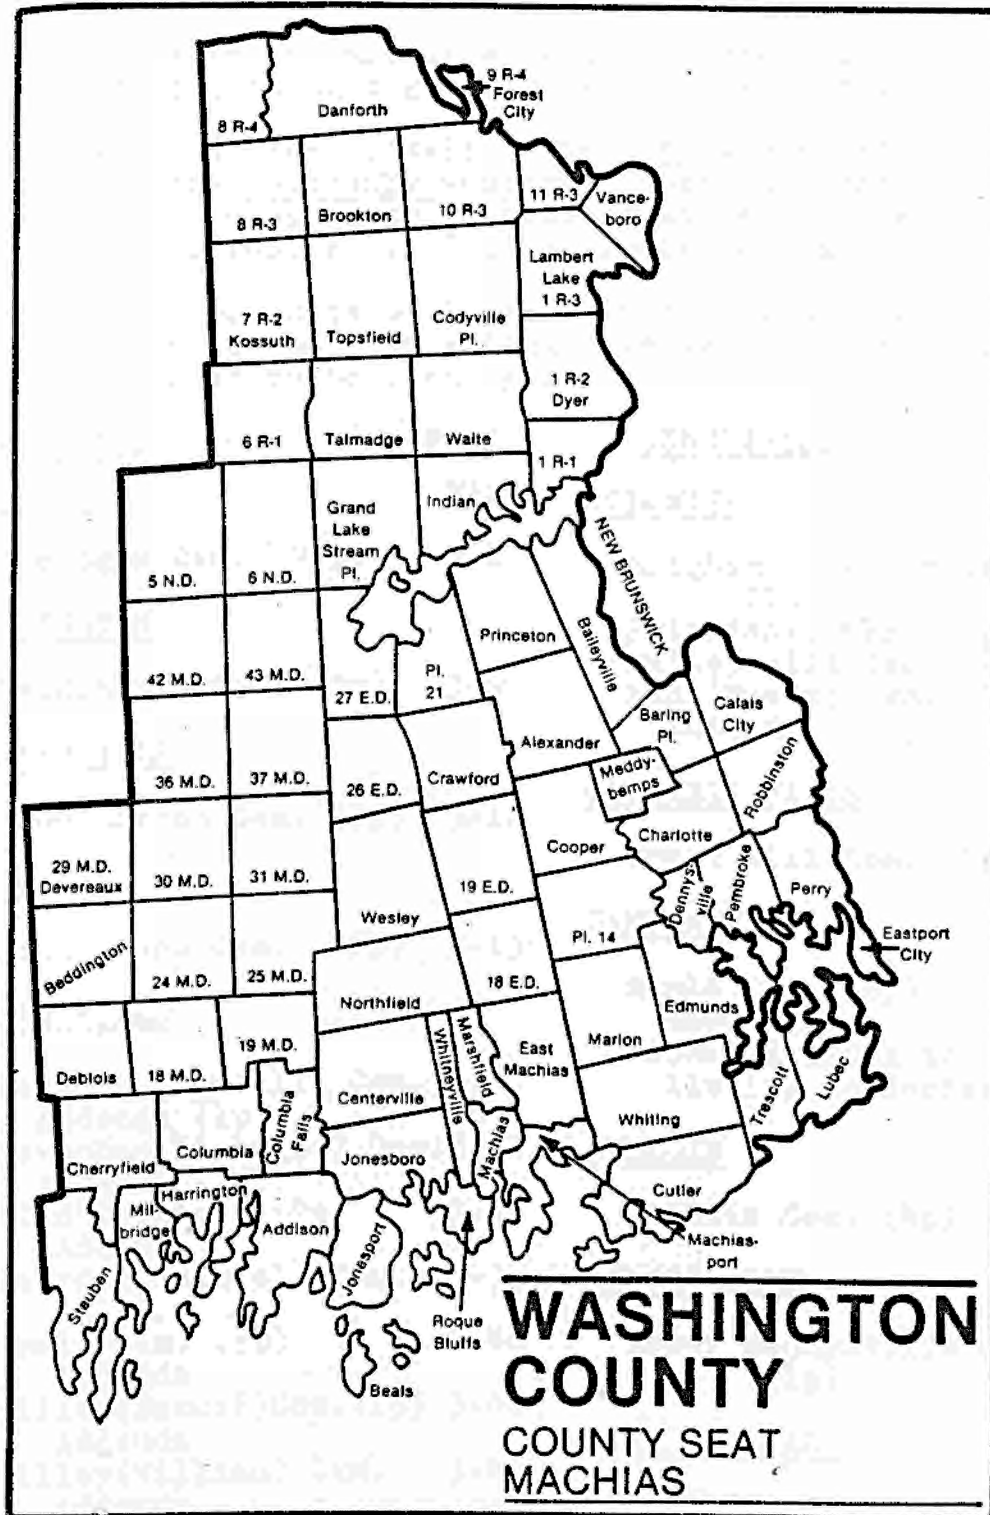 9 R-4
Forest
City
Danforth
8 R-4
11 R-3
Vance-
boro
8 R-3
Brookton
10 R-3
Lambert
Lake
1 R-3
7 R-2
Kossuth
Topsfield
Codyville
Pl.
1 R-2
Dyer
6 R-1
Talmadge
Waite
1 R-1
Indian
Grand
Lake
Stream
Pl.
5 N.D.
6 N.D.
NEW BRUNSWICK
Princeton
Baileyville
42 M.D.
43 M.D.
27 E.D.
Pl.
21
Calais
City
Baring
Pl.
Alexander
36 M.D.
37 M.D.
26 E.D.
Crawford
Meddy-
bemps
Robbinston
Charlotte
Cooper
29 M.D.
Devereaux
30 M.D.
31 M.D.
19 E.D.
Dennys-
ville
Pembroke
Perry
Wesley
Pl. 14
Eastport
City
Beddington
24 M.D.
25 M.D.
18 E.D.
Northfield
Edmunds
Marion
19 M.D.
Whitneyville
Marshfield
East
Machias
Deblois
18 M.D.
Centerville
Trescott
Lubec
Whiting
Columbia
Falls
Columbia
Jonesboro
Machias
Cherryfield
Cutler
Harrington
Mil-
bridge
Addison
Machias-
port
Jonesport
Steuben
Roque
Bluffs
Beals
WASHINGTON
COUNTY
COUNTY SEAT
MACHIAS